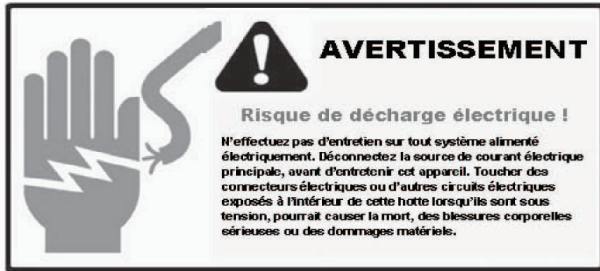 AVERTISSEMENT
Risque de décharge électrique !
N'effectuez pas d'entretien sur tout système alimenté
électriquement. Déconnectez la source de courant électrique
principale, avant d'entretenir cet appareil. Toucher des
connecteurs électriques ou d'autres circuits électriques
exposés à l'intérieur de cette hotte lorsqu'ils sont sous
tension, pourrait causer la mort, des blessures corporelles
sérieuses ou des dommages matériels.